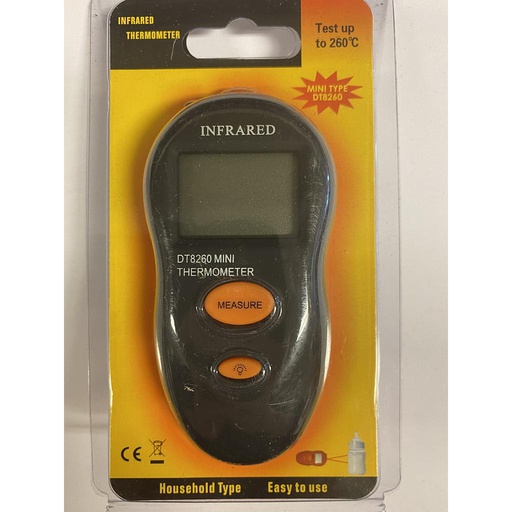 INFRARED
THERMOMETER
Test up
to 260℃
MINI TYPE
DT8260
INFRARED
DT8260 MINI
THERMOMETER
MEASURE
CE
Household Type Easy to use